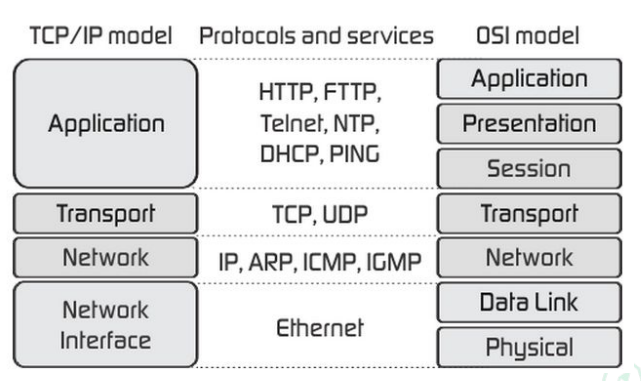 TCP/IP model Protocols and services OSI model
Application
HTTP, FTTP,
Telnet, NTP,
DHCP, PING
Application
Presentation
Session
Transport TCP, UDP Transport
Network IP, ARP, ICMP, IGMP Network
Network
Interface
Ethernet
Data Link
Physical